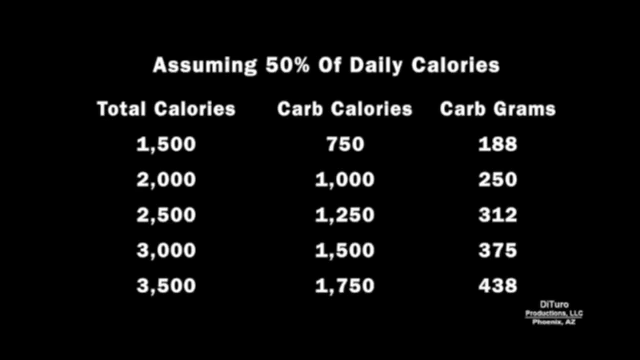 Assuming 50% Of Daily Calories
Total Calories Carb Calories Carb Grams
1,500 750 188
2,000 1,000 250
2,500 1,250 312
3,000 1,500 375
3,500 1,750 438
DiTuro
Productions, LLC
Phoenix, AZ